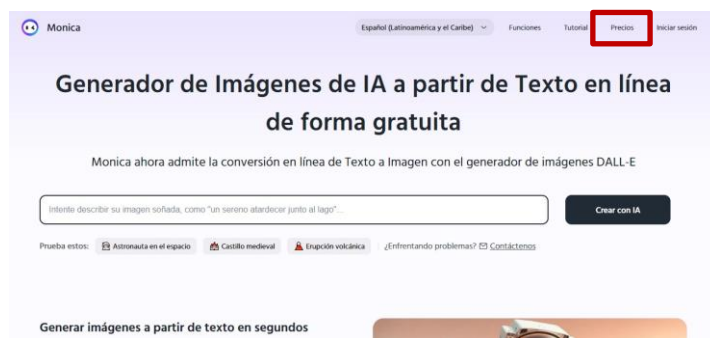 Monica
Español (Latinoamérica y el Caribe) Funciones Tutorial Precios Iniciar sesión
Generador de Imágenes de IA a partir de Texto en línea
de forma gratuita
Monica ahora admite la conversión en línea de Texto a Imagen con el generador de imágenes DALL-E
Intente describir su imagen soñada, como "un sereno atardecer junto al lago"... Crear con IA
Prueba estos: Astronauta en el espacio Castillo medieval Erupción volcánica ¿Enfrentando problemas? Contáctenos
Generar imágenes a partir de texto en segundos